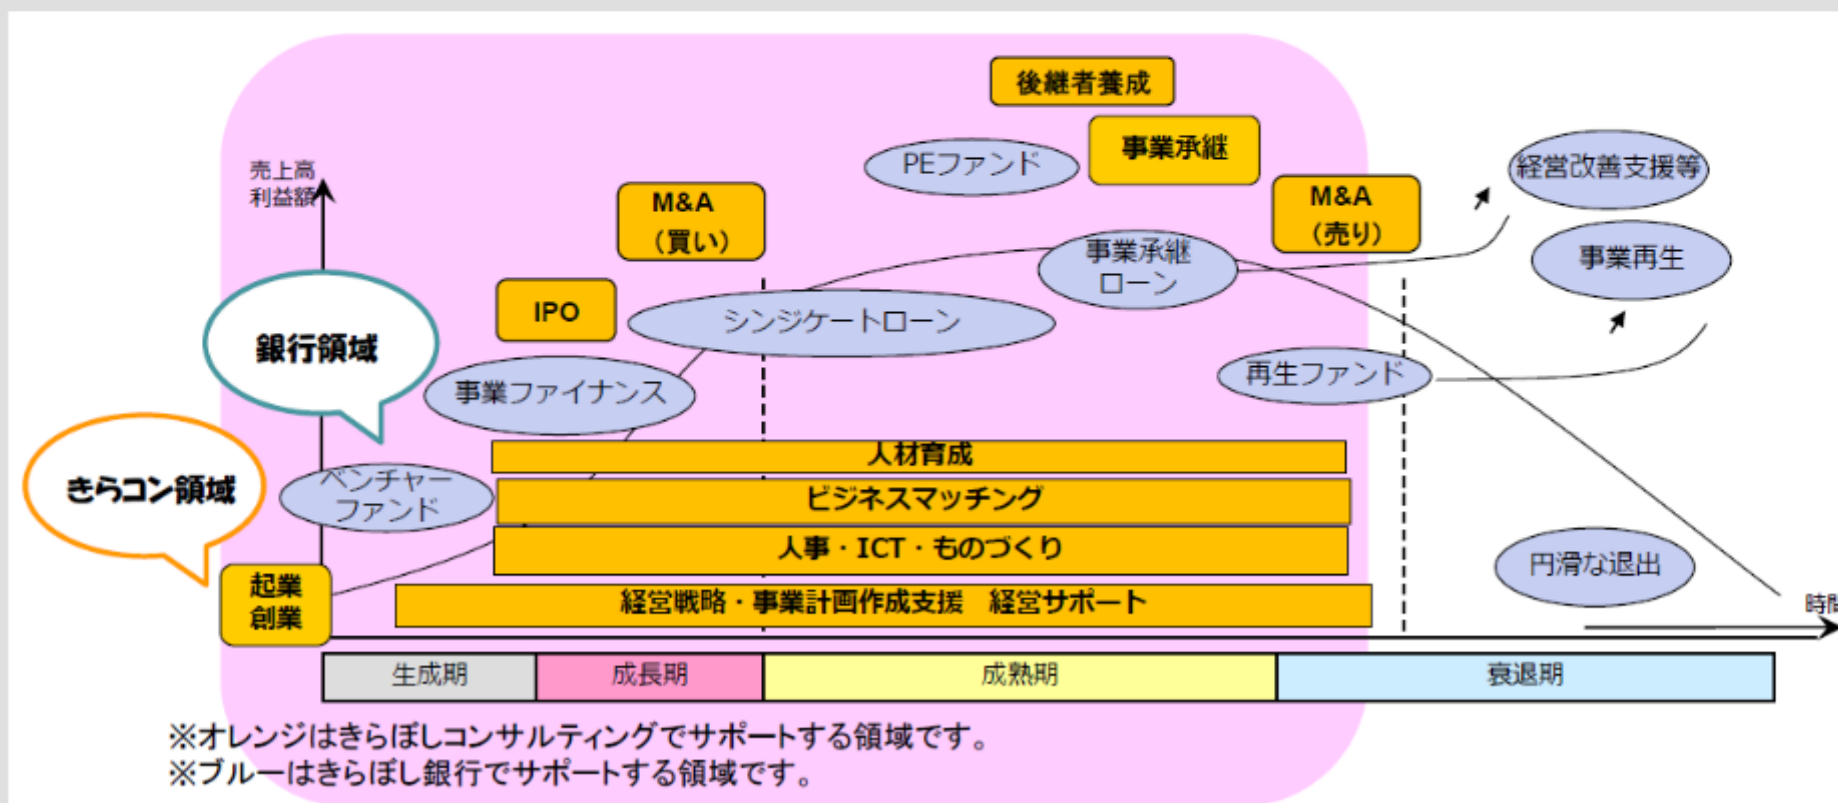 後継者養成
事業承継
PEファンド
経営改善支援等
売上高
利益額
M&A
（買い）
M&A
（売り）
事業承継
ローン
事業再生
IPO
シンジケートローン
銀行領域
事業ファイナンス
再生ファンド
人材育成
きらコン領域
ベンチャー
ファンド
ビジネスマッチング
人事・ICT・ものづくり
円滑な退出
起業
創業
経営戦略・事業計画作成支援　経営サポート
時間
生成期
成長期
成熟期
衰退期
※オレンジはきらぼしコンサルティングでサポートする領域です。
※ブルーはきらぼし銀行でサポートする領域です。